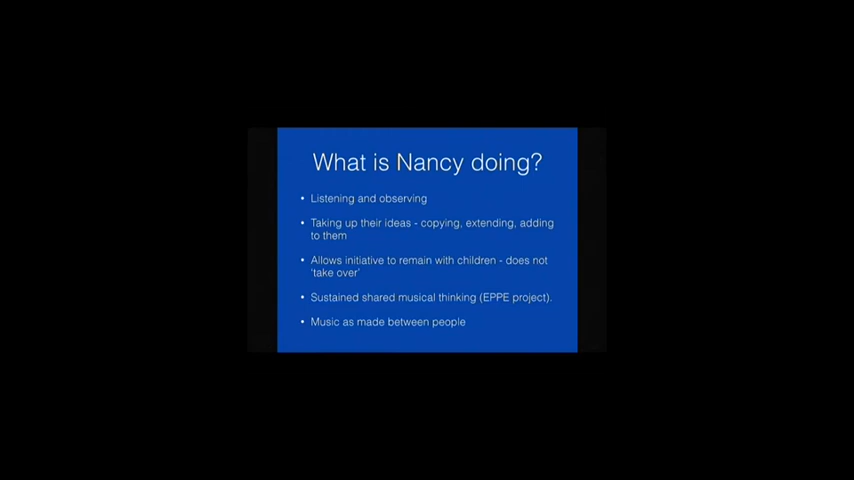 What is Nancy doing?
• Listening and observing
• Taking up their ideas - copying, extending, adding
to them
• Allows initiative to remain with children - does not
'take over'
• Sustained shared musical thinking (EPPE project).
• Music as made between people